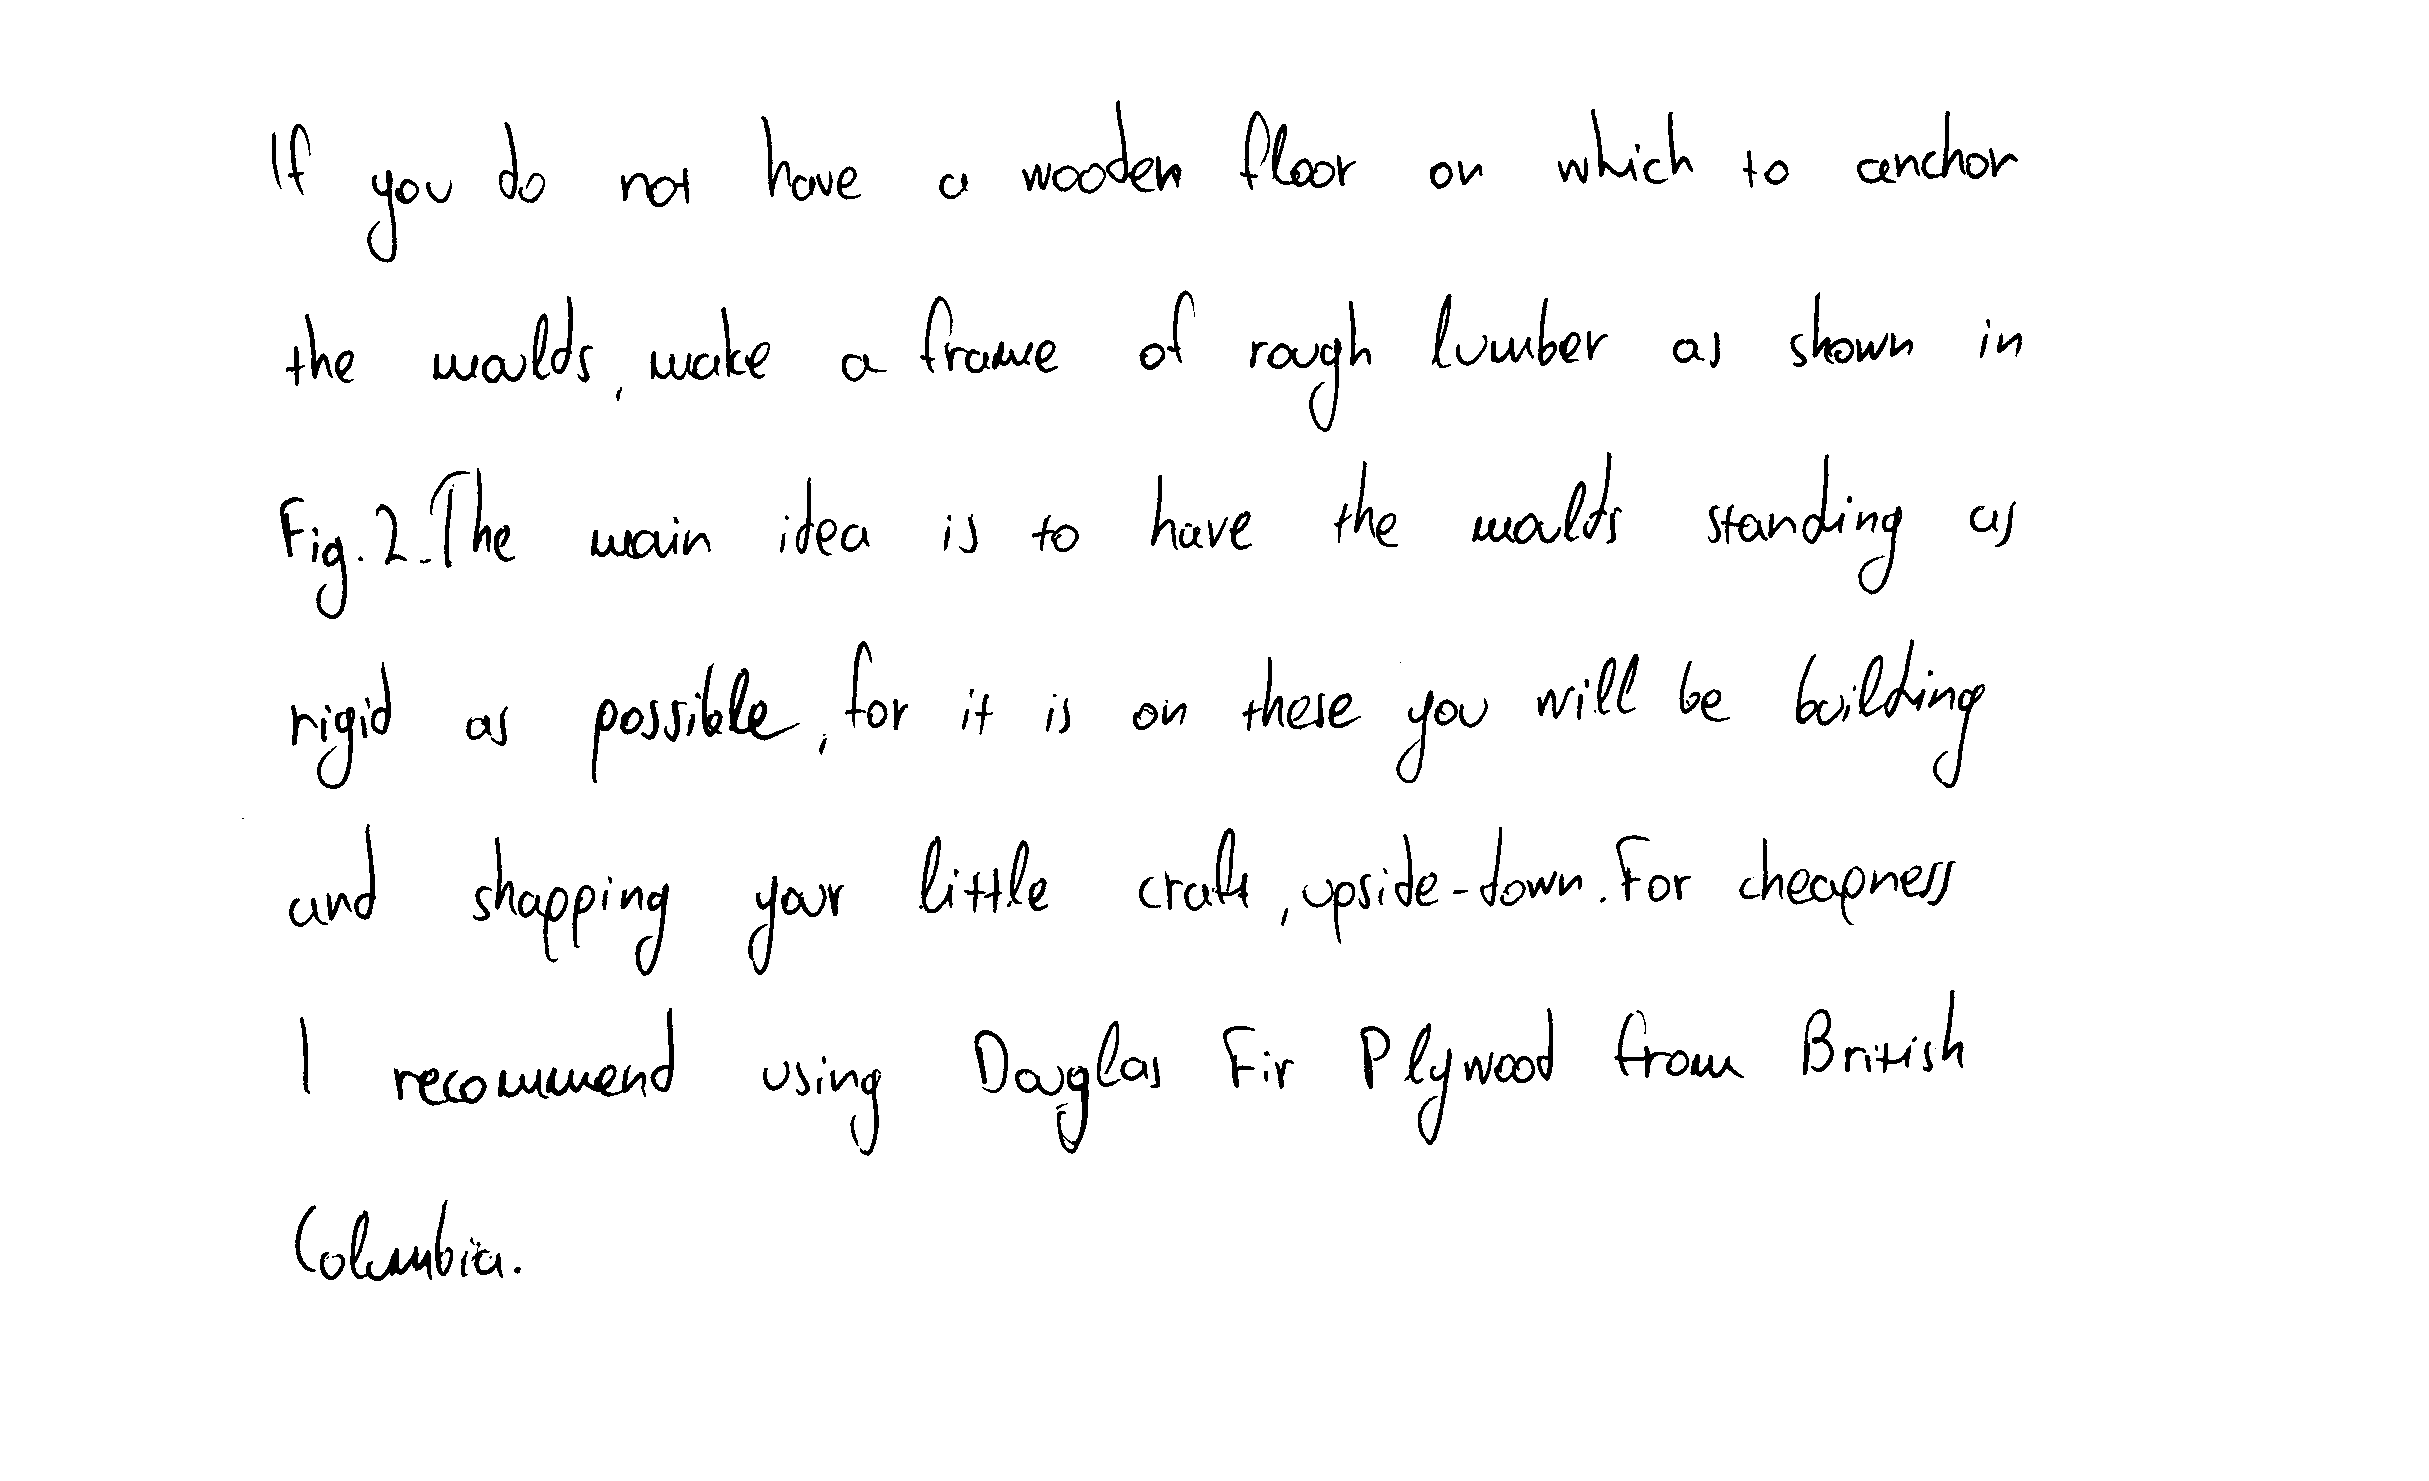 If you do not have a wooden floor on which to anchor
the moulds, make a frame of rough lumber as shown in
Fig. 2. The main idea is to have the moulds standing as
rigid as possible, for it is on these you will be building
and shapping your little craft, upside-down. For cheapness
I recommend using Douglas Fir Plywood from British
Columbia.